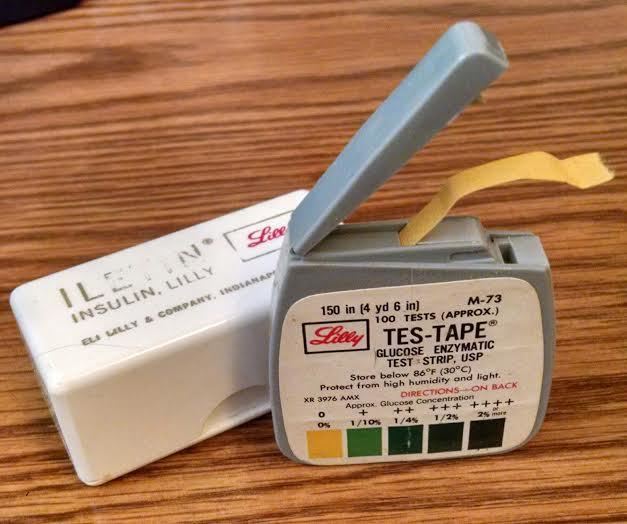 ILETIN®
INSULIN, LILLY
Lilly
ELI LILLY & COMPANY, INDIANAP
150 in (4 yd 6 in)
M-73
100 TESTS (APPROX.)
Lilly
TES-TAPE®
GLUCOSE ENZYMATIC
TEST STRIP, USP
Store below 86°F (30°C)
Protect from high humidity and light.
DIRECTIONS—ON BACK
XR 3976 AMX
Approx. Glucose Concentration
0 + ++ +++ ++++
0% 1/10% 1/4% 1/2% 2% or more